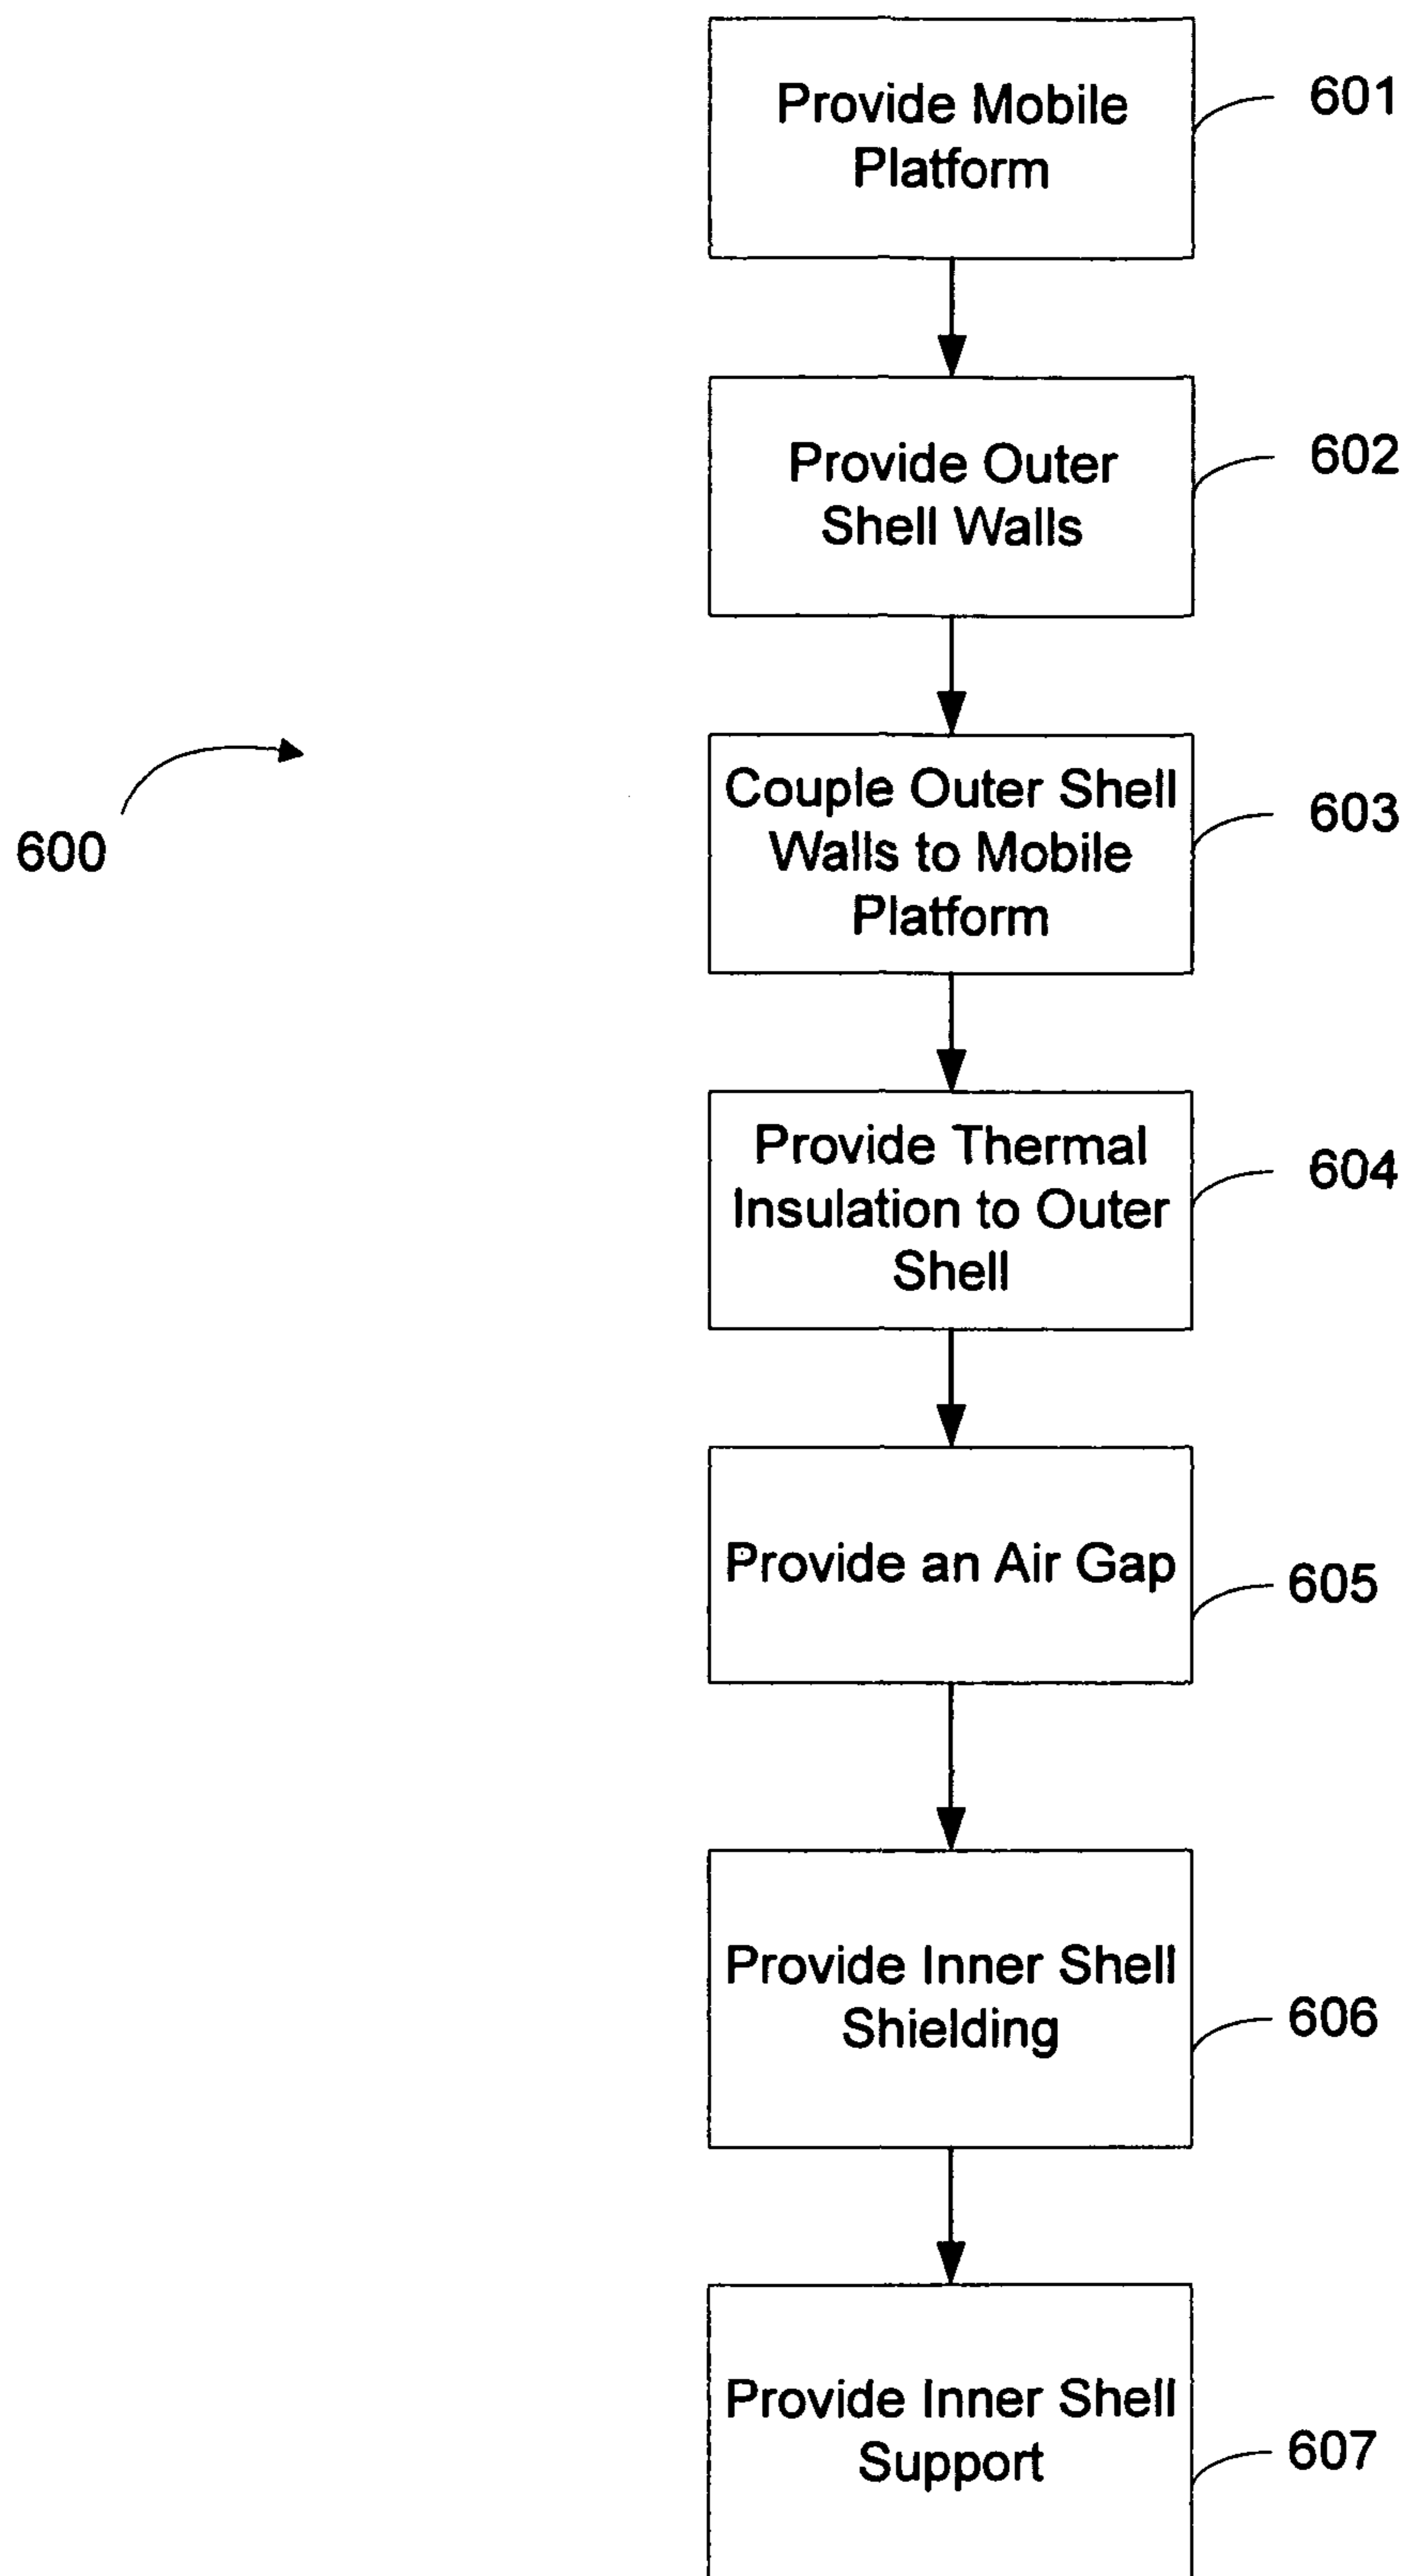 Provide Mobile
Platform
601
Provide Outer
Shell Walls
602
Couple Outer Shell
Walls to Mobile
Platform
603
600
Provide Thermal
Insulation to Outer
Shell
604
Provide an Air Gap
605
Provide Inner Shell
Shielding
606
Provide Inner Shell
Support
607